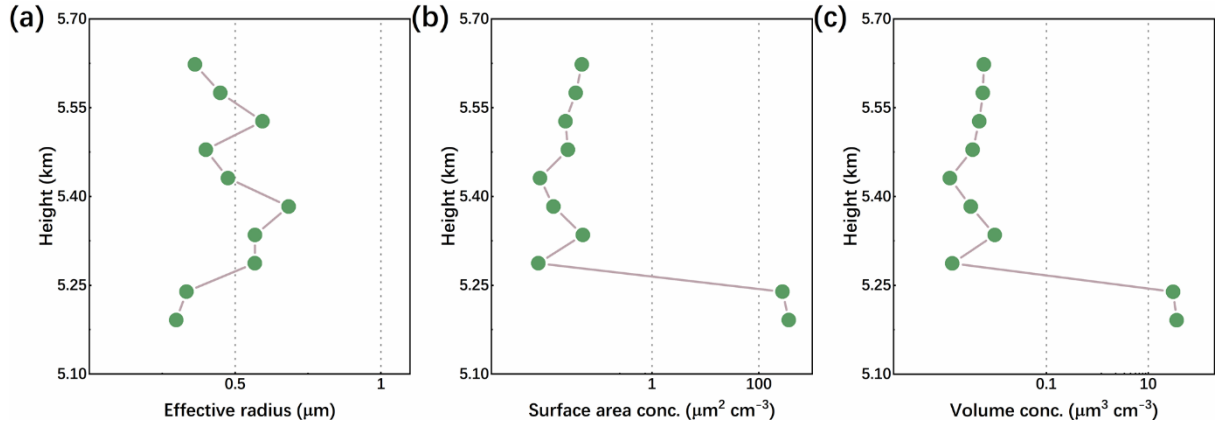 (a)
5.70
5.55
5.40
5.25
5.10
Height (km)
0.5
1
Effective radius (μm)
(b)
5.70
5.55
5.40
5.25
5.10
Height (km)
1
100
Surface area conc. (μm² cm⁻³)
(c)
5.70
5.55
5.40
5.25
5.10
Height (km)
0.1
10
Volume conc. (μm³ cm⁻³)